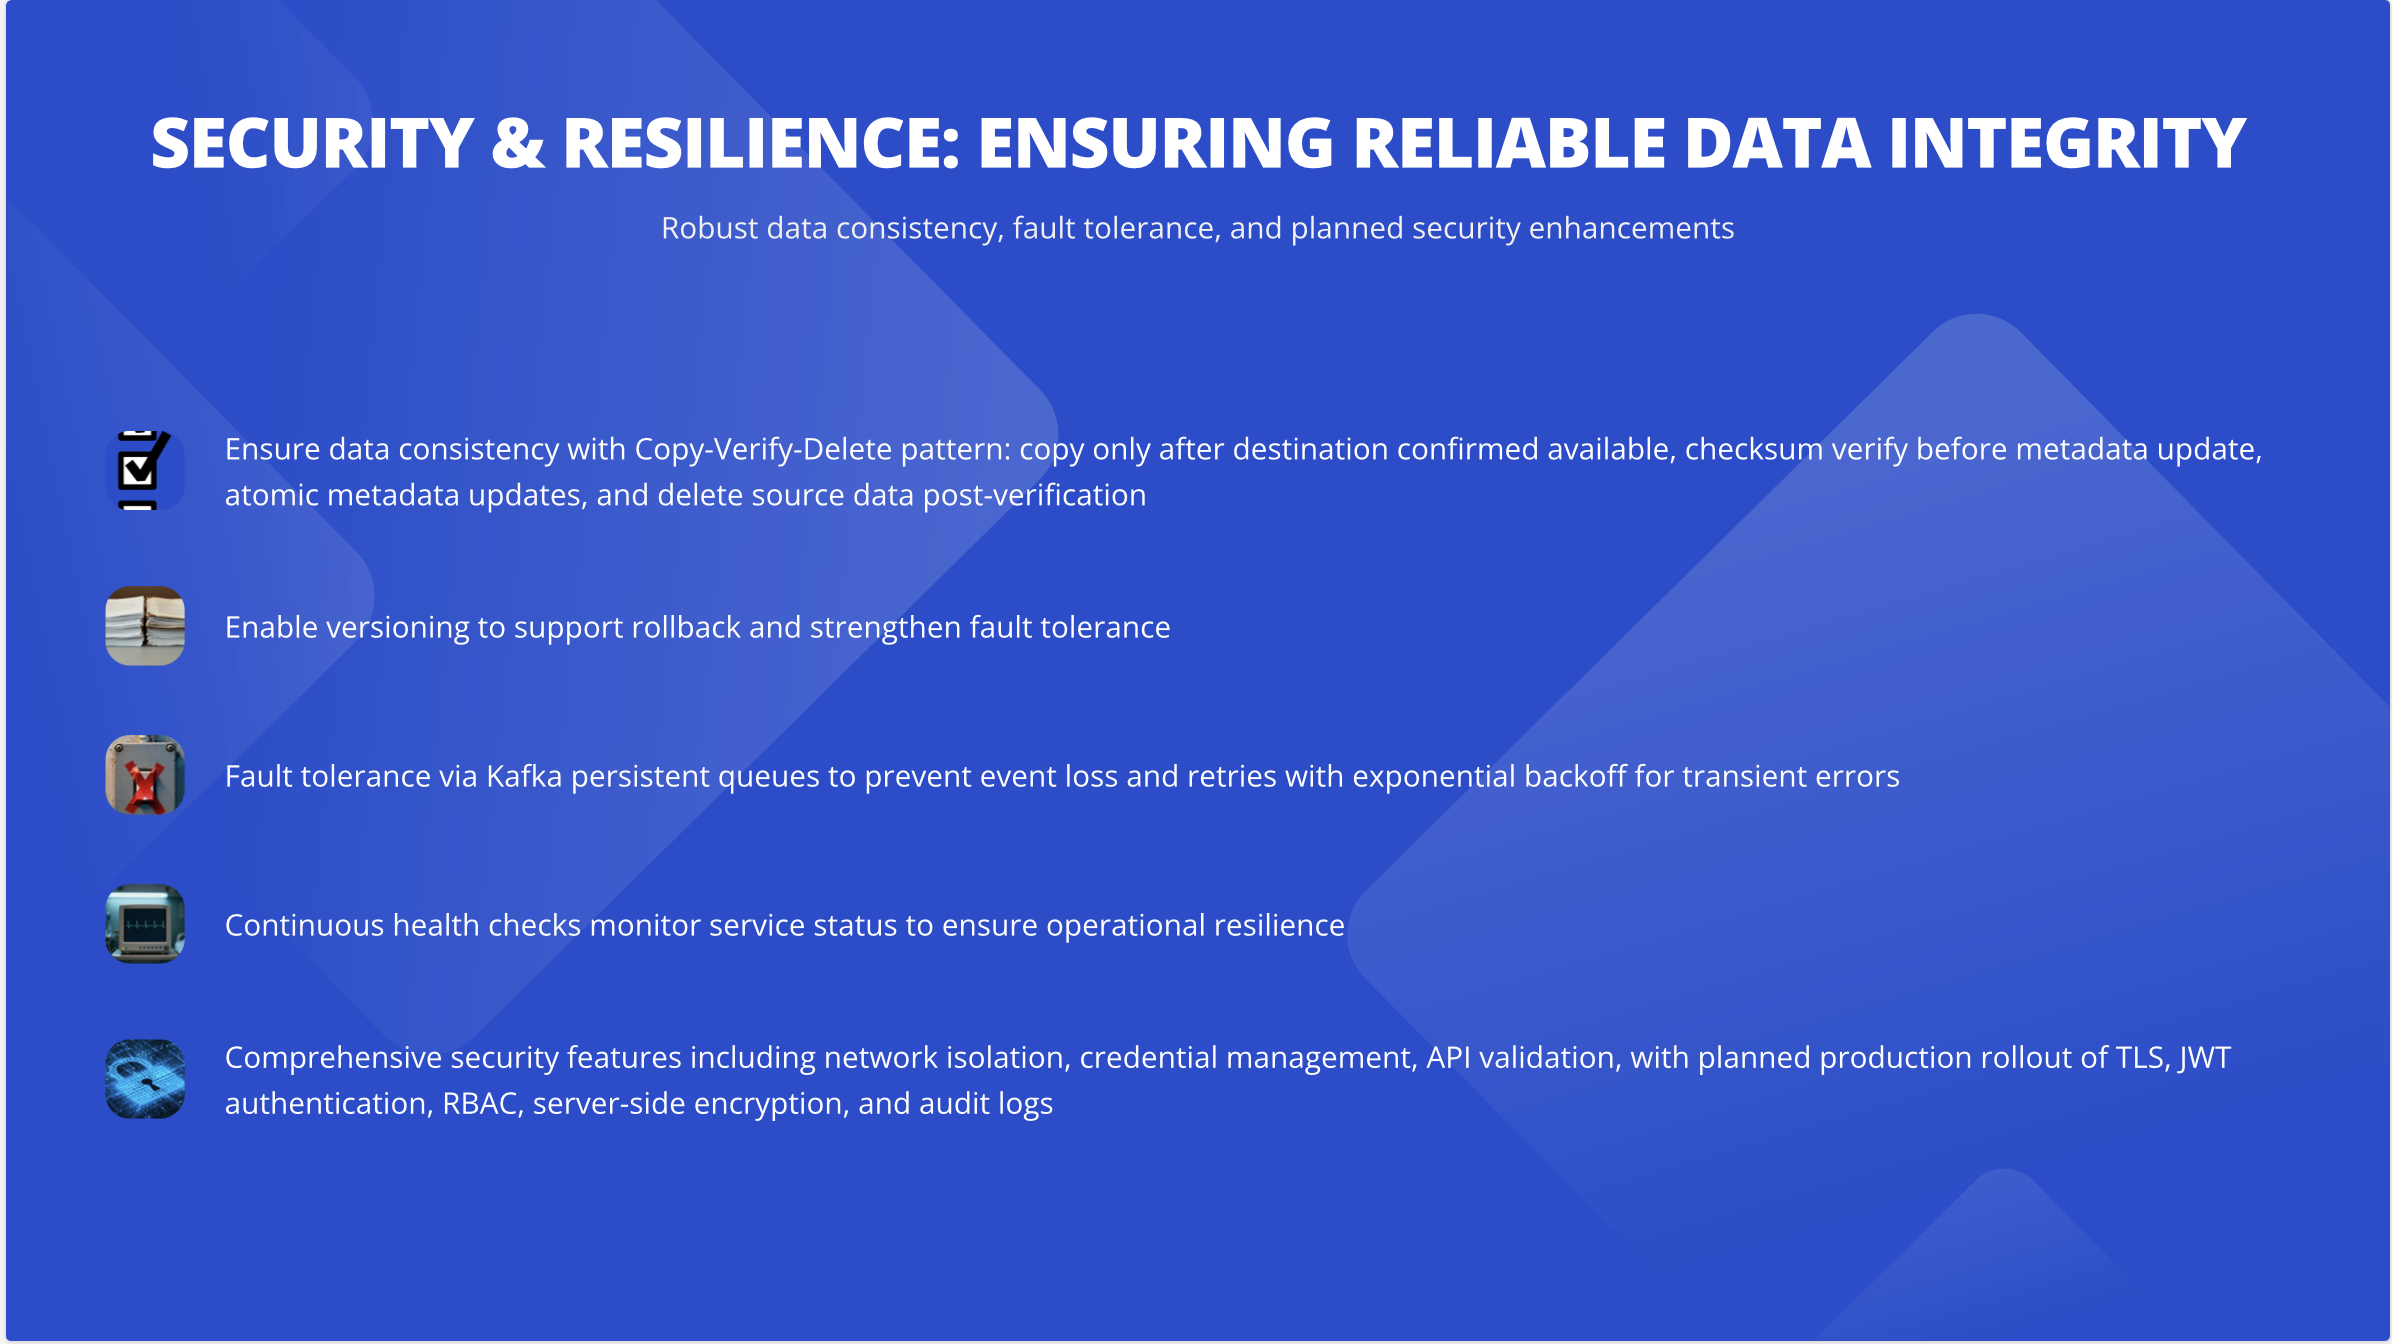 SECURITY & RESILIENCE: ENSURING RELIABLE DATA INTEGRITY
Robust data consistency, fault tolerance, and planned security enhancements
Ensure data consistency with Copy-Verify-Delete pattern: copy only after destination confirmed available, checksum verify before metadata update,
atomic metadata updates, and delete source data post-verification
Enable versioning to support rollback and strengthen fault tolerance
Fault tolerance via Kafka persistent queues to prevent event loss and retries with exponential backoff for transient errors
Continuous health checks monitor service status to ensure operational resilience
Comprehensive security features including network isolation, credential management, API validation, with planned production rollout of TLS, JWT
authentication, RBAC, server-side encryption, and audit logs